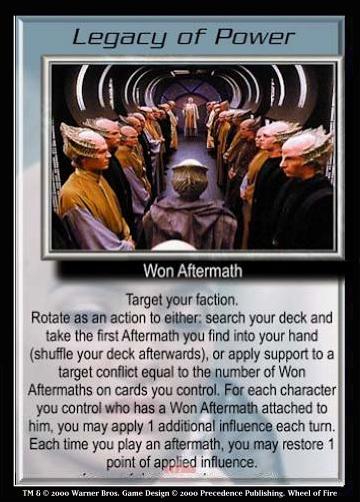 Legacy of Power
Won Aftermath
Target your faction.
Rotate as an action to either: search your deck and
take the first Aftermath you find into your hand
(shuffle your deck afterwards), or apply support to a
target conflict equal to the number of Won
Aftermaths on cards you control. For each character
you control who has a Won Aftermath attached to
him, you may apply 1 additional influence each turn.
Each time you play an aftermath, you may restore 1
point of applied influence.
TM & © 2000 Warner Bros. Game Design © 2000 Precedence Publishing. Wheel of Fire